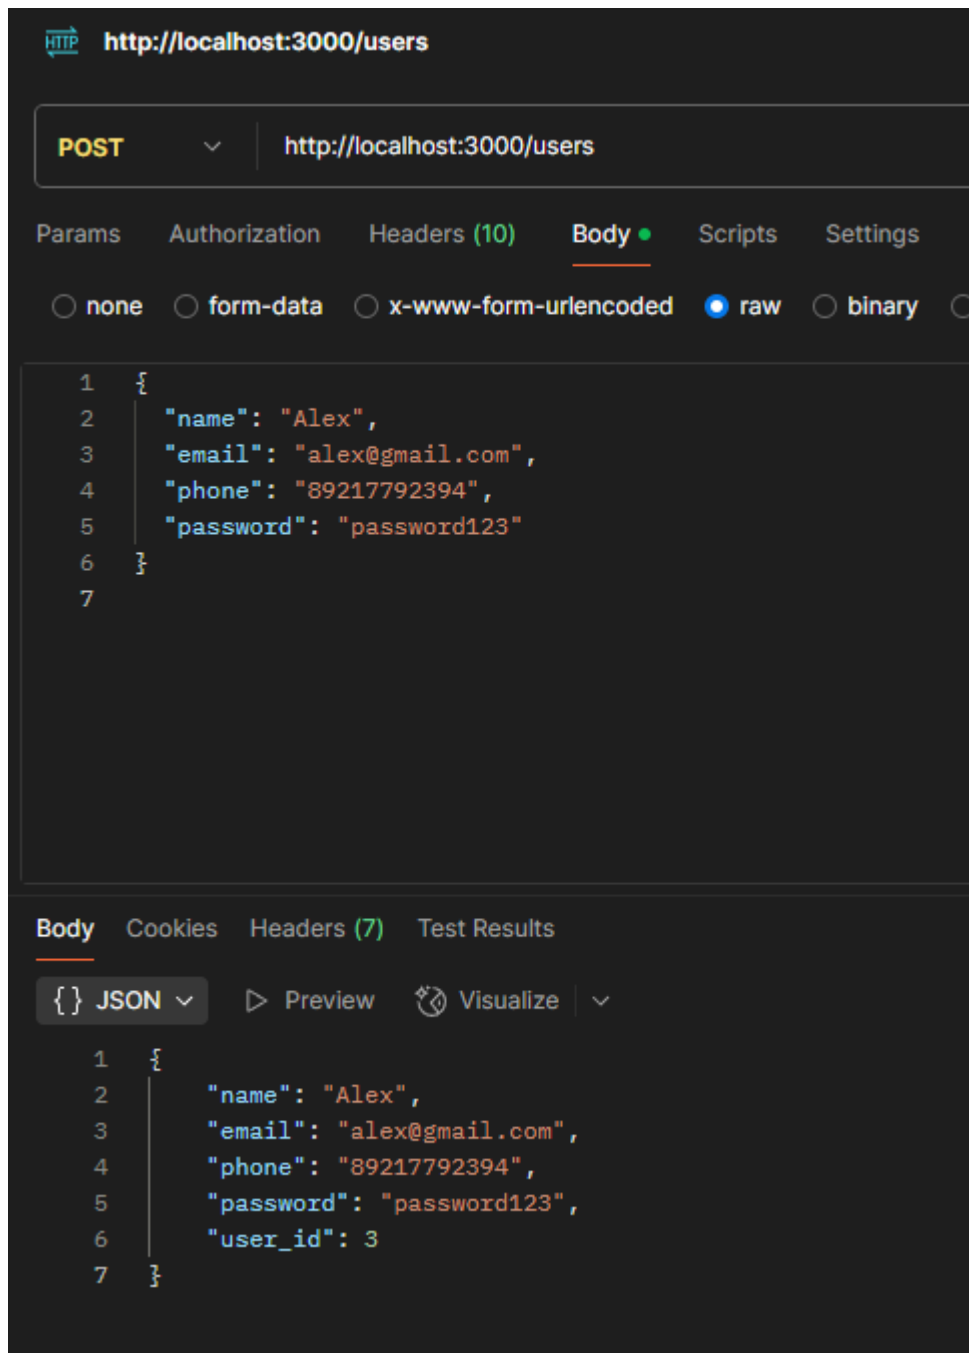 HTTP http://localhost:3000/users
POST http://localhost:3000/users
Params Authorization Headers (10) Body Scripts Settings
none form-data x-www-form-urlencoded raw binary
1 {
2 "name": "Alex",
3 "email": "alex@gmail.com",
4 "phone": "89217792394",
5 "password": "password123"
6 }
7
Body Cookies Headers (7) Test Results
{} JSON Preview Visualize
1 {
2 "name": "Alex",
3 "email": "alex@gmail.com",
4 "phone": "89217792394",
5 "password": "password123",
6 "user_id": 3
7 }